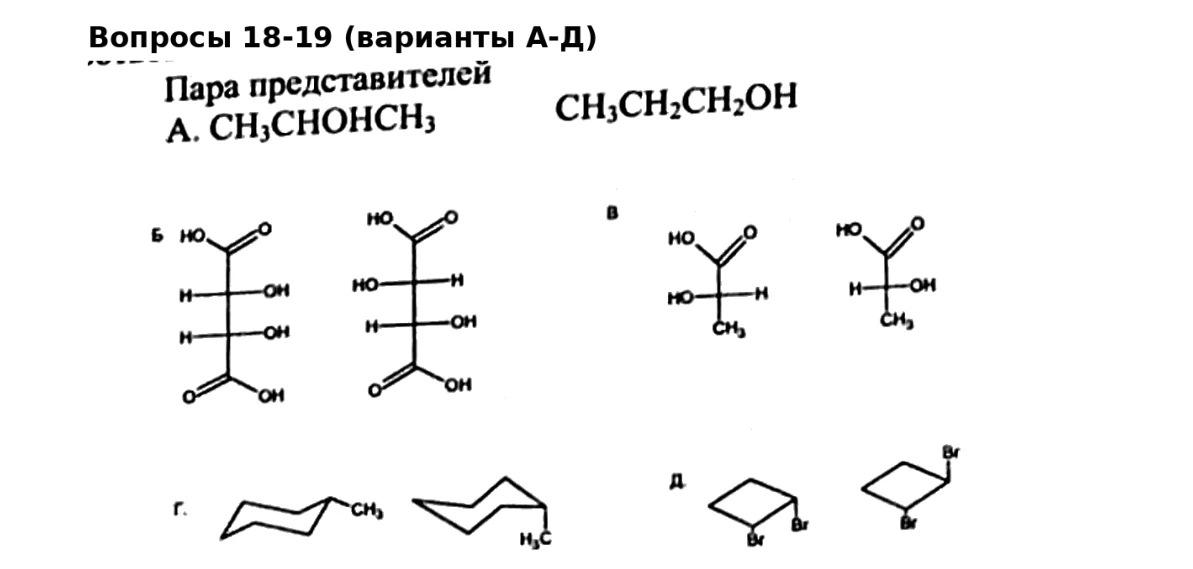 Вопросы 18-19 (варианты А-Д)
Пара представителей
А. CH₃CHOHCH₃ CH₃CH₂CH₂OH
Б HO O HO O В HO O HO O
H OH HO H HO H H OH
H OH H OH CH₃ CH₃
O OH O OH
Г. CH₃ H₃C Д Br Br Br Br